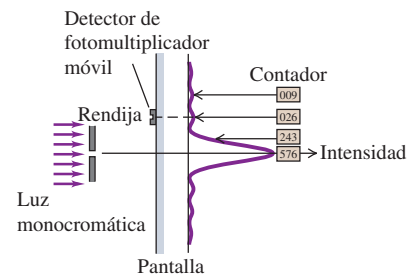 Detector de
fotomultiplicador
móvil
Contador
009
Rendija
026
243
576
Intensidad
Luz
monocromática
Pantalla